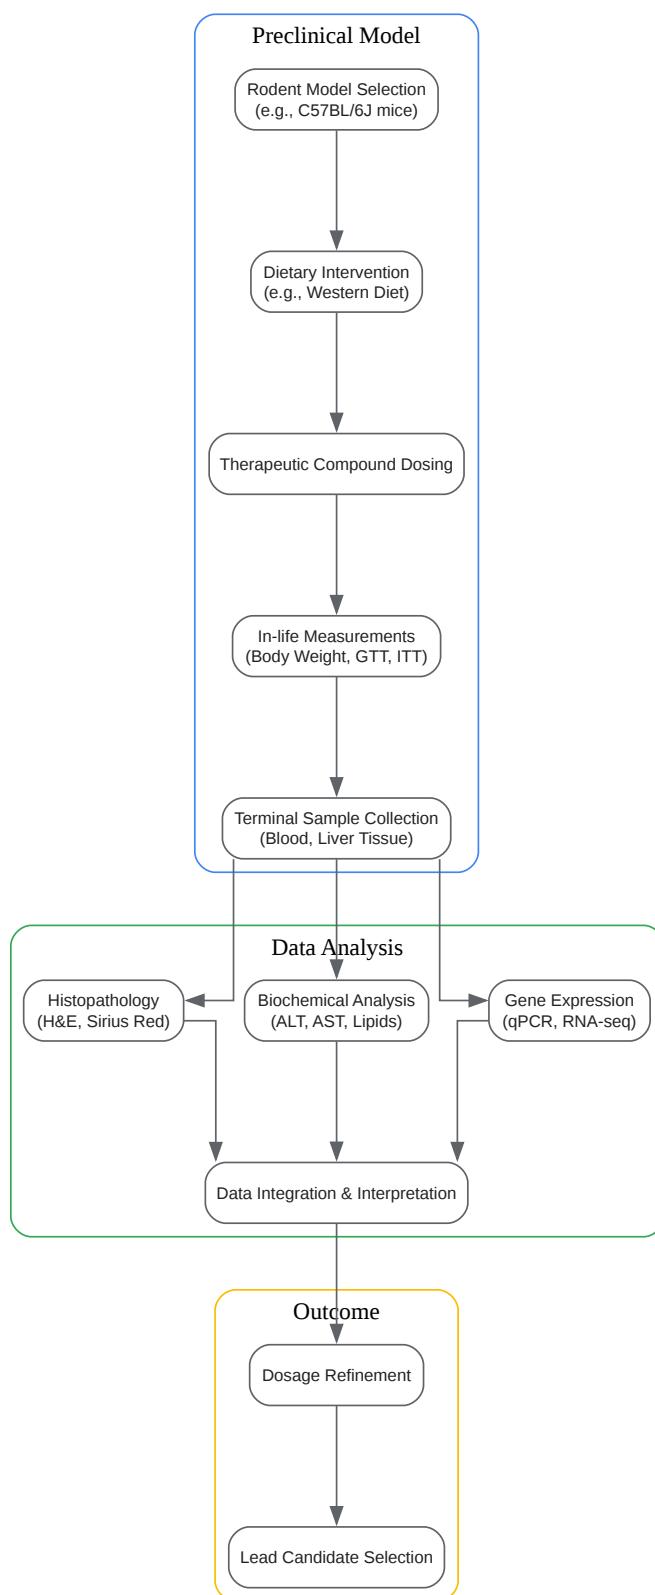 Preclinical Model
Rodent Model Selection
(e.g., C57BL/6J mice)
Dietary Intervention
(e.g., Western Diet)
Therapeutic Compound Dosing
In-life Measurements
(Body Weight, GTT, ITT)
Terminal Sample Collection
(Blood, Liver Tissue)
Data Analysis
Histopathology
(H&E, Sirius Red)
Biochemical Analysis
(ALT, AST, Lipids)
Gene Expression
(qPCR, RNA-seq)
Data Integration & Interpretation
Outcome
Dosage Refinement
Lead Candidate Selection